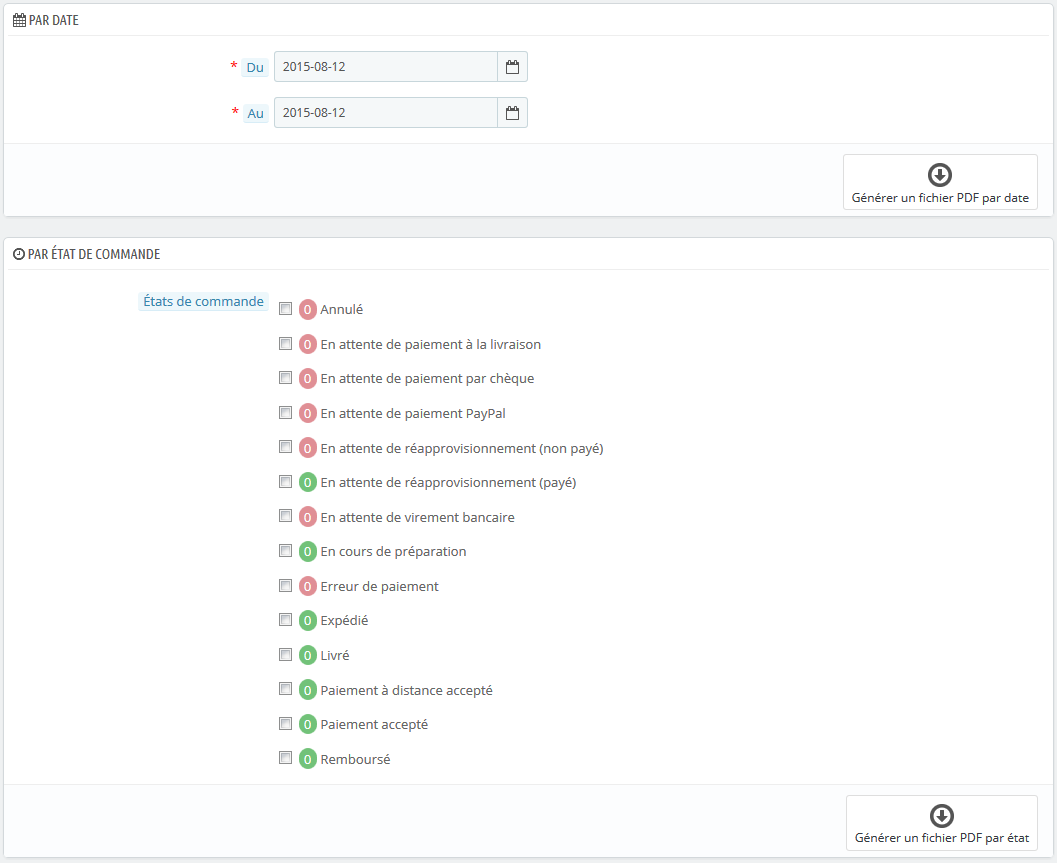 PAR DATE
* Du 2015-08-12
* Au 2015-08-12
Générer un fichier PDF par date
PAR ÉTAT DE COMMANDE
États de commande
0 Annulé
0 En attente de paiement à la livraison
0 En attente de paiement par chèque
0 En attente de paiement PayPal
0 En attente de réapprovisionnement (non payé)
0 En attente de réapprovisionnement (payé)
0 En attente de virement bancaire
0 En cours de préparation
0 Erreur de paiement
0 Expédié
0 Livré
0 Paiement à distance accepté
0 Paiement accepté
0 Remboursé
Générer un fichier PDF par état